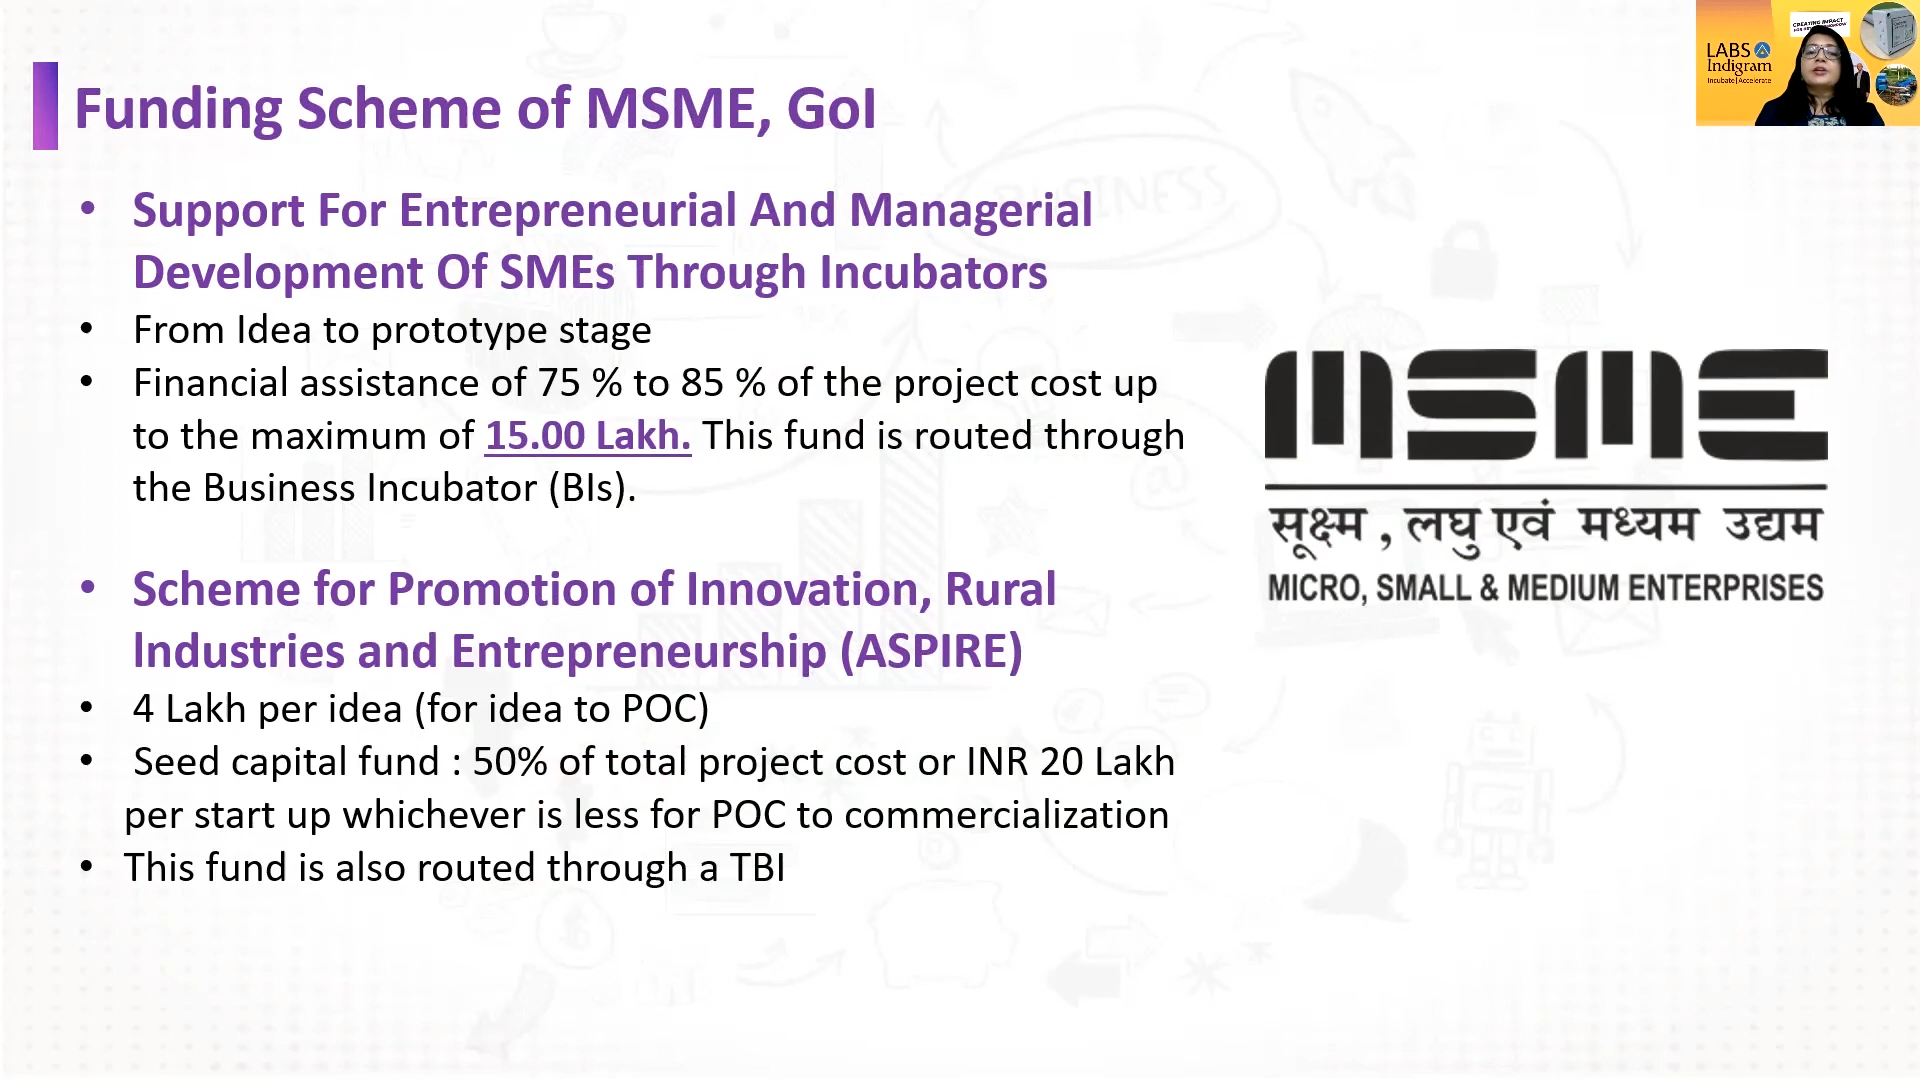 Funding Scheme of MSME, GoI
• Support For Entrepreneurial And Managerial
Development Of SMEs Through Incubators
• From Idea to prototype stage
• Financial assistance of 75 % to 85 % of the project cost up
to the maximum of 15.00 Lakh. This fund is routed through
the Business Incubator (BIs).
• Scheme for Promotion of Innovation, Rural
Industries and Entrepreneurship (ASPIRE)
• 4 Lakh per idea (for idea to POC)
• Seed capital fund : 50% of total project cost or INR 20 Lakh
per start up whichever is less for POC to commercialization
• This fund is also routed through a TBI
msme
सूक्ष्म , लघु एवं मध्यम उद्यम
MICRO, SMALL & MEDIUM ENTERPRISES
LABS
Indigram
Incubate|Accelerate
CREATING IMPACT
BUSINESS